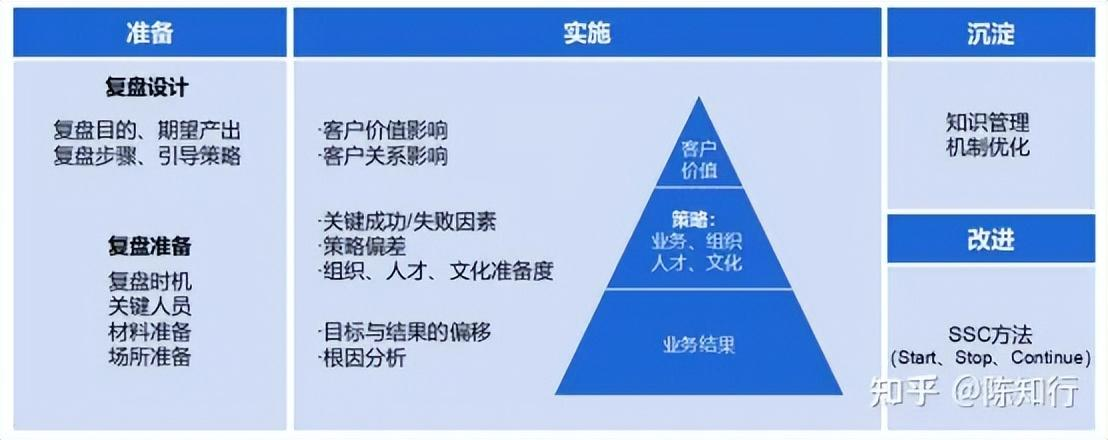 准备
复盘设计
复盘目的、期望产出
复盘步骤、引导策略
复盘准备
复盘时机
关键人员
材料准备
场所准备
实施
·客户价值影响
·客户关系影响
·关键成功/失败因素
·策略偏差
·组织、人才、文化准备度
·目标与结果的偏移
·根因分析
客户
价值
策略：
业务、组织
人才、文化
业务结果
沉淀
知识管理
机制优化
改进
SSC方法
(Start、Stop、Continue)
知乎 @陈知行